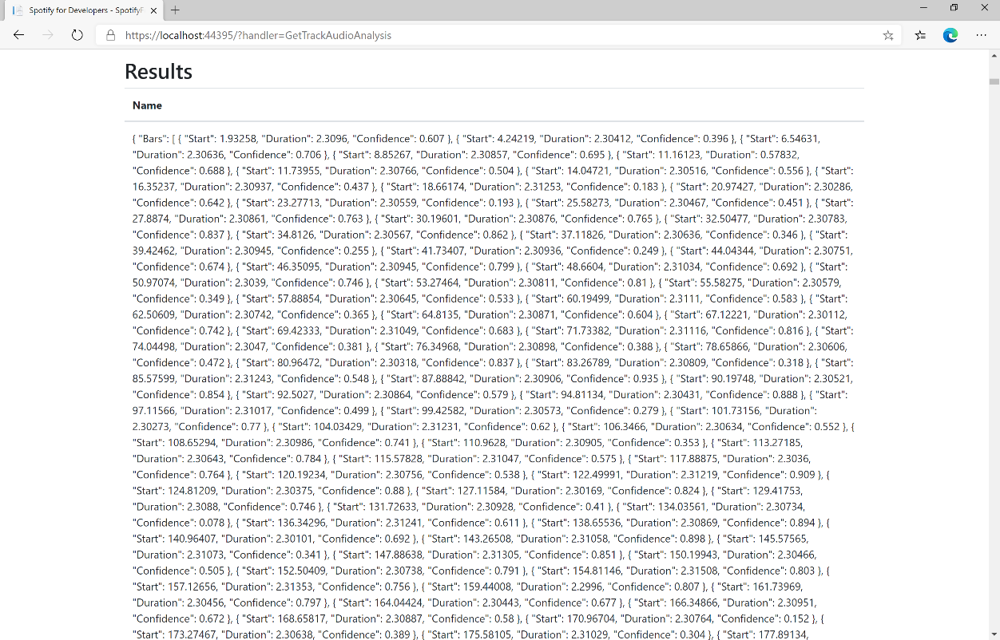 Spotify for Developers - SpotifyF
https://localhost:44395/?handler=GetTrackAudioAnalysis
Results
Name
{ "Bars": [ { "Start": 1.93258, "Duration": 2.3096, "Confidence": 0.607 }, { "Start": 4.24219, "Duration": 2.30412, "Confidence": 0.396 }, { "Start": 6.54631,
"Duration": 2.30636, "Confidence": 0.706 }, { "Start": 8.85267, "Duration": 2.30857, "Confidence": 0.695 }, { "Start": 11.16123, "Duration": 0.57832,
"Confidence": 0.688 }, { "Start": 11.73955, "Duration": 2.30766, "Confidence": 0.504 }, { "Start": 14.04721, "Duration": 2.30516, "Confidence": 0.556 }, { "Start":
16.35237, "Duration": 2.30937, "Confidence": 0.437 }, { "Start": 18.66174, "Duration": 2.31253, "Confidence": 0.183 }, { "Start": 20.97427, "Duration": 2.30286,
"Confidence": 0.642 }, { "Start": 23.27713, "Duration": 2.30559, "Confidence": 0.193 }, { "Start": 25.58273, "Duration": 2.30467, "Confidence": 0.451 }, { "Start":
27.8874, "Duration": 2.30861, "Confidence": 0.763 }, { "Start": 30.19601, "Duration": 2.30876, "Confidence": 0.765 }, { "Start": 32.50477, "Duration": 2.30783,
"Confidence": 0.837 }, { "Start": 34.8126, "Duration": 2.30567, "Confidence": 0.862 }, { "Start": 37.11826, "Duration": 2.30636, "Confidence": 0.346 }, { "Start":
39.42462, "Duration": 2.30945, "Confidence": 0.255 }, { "Start": 41.73407, "Duration": 2.30936, "Confidence": 0.249 }, { "Start": 44.04344, "Duration": 2.30751,
"Confidence": 0.674 }, { "Start": 46.35095, "Duration": 2.30945, "Confidence": 0.799 }, { "Start": 48.6604, "Duration": 2.31034, "Confidence": 0.692 }, { "Start":
50.97074, "Duration": 2.3039, "Confidence": 0.746 }, { "Start": 53.27464, "Duration": 2.30811, "Confidence": 0.81 }, { "Start": 55.58275, "Duration": 2.30579,
"Confidence": 0.349 }, { "Start": 57.88854, "Duration": 2.30645, "Confidence": 0.533 }, { "Start": 60.19499, "Duration": 2.3111, "Confidence": 0.583 }, { "Start":
62.50609, "Duration": 2.30742, "Confidence": 0.365 }, { "Start": 64.8135, "Duration": 2.30871, "Confidence": 0.604 }, { "Start": 67.12221, "Duration": 2.30112,
"Confidence": 0.742 }, { "Start": 69.42333, "Duration": 2.31049, "Confidence": 0.683 }, { "Start": 71.73382, "Duration": 2.31116, "Confidence": 0.816 }, { "Start":
74.04498, "Duration": 2.3047, "Confidence": 0.381 }, { "Start": 76.34968, "Duration": 2.30898, "Confidence": 0.388 }, { "Start": 78.65866, "Duration": 2.30606,
"Confidence": 0.472 }, { "Start": 80.96472, "Duration": 2.30318, "Confidence": 0.837 }, { "Start": 83.26789, "Duration": 2.30809, "Confidence": 0.318 }, { "Start":
85.57599, "Duration": 2.31243, "Confidence": 0.548 }, { "Start": 87.88842, "Duration": 2.30906, "Confidence": 0.935 }, { "Start": 90.19748, "Duration": 2.30521,
"Confidence": 0.854 }, { "Start": 92.5027, "Duration": 2.30864, "Confidence": 0.579 }, { "Start": 94.81134, "Duration": 2.30431, "Confidence": 0.888 }, { "Start":
97.11566, "Duration": 2.31017, "Confidence": 0.499 }, { "Start": 99.42582, "Duration": 2.30573, "Confidence": 0.279 }, { "Start": 101.73156, "Duration":
2.30273, "Confidence": 0.77 }, { "Start": 104.03429, "Duration": 2.31231, "Confidence": 0.62 }, { "Start": 106.3466, "Duration": 2.30634, "Confidence": 0.552 }, {
"Start": 108.65294, "Duration": 2.30986, "Confidence": 0.741 }, { "Start": 110.9628, "Duration": 2.30905, "Confidence": 0.353 }, { "Start": 113.27185,
"Duration": 2.30643, "Confidence": 0.784 }, { "Start": 115.57828, "Duration": 2.31047, "Confidence": 0.575 }, { "Start": 117.88875, "Duration": 2.3036,
"Confidence": 0.764 }, { "Start": 120.19234, "Duration": 2.30756, "Confidence": 0.538 }, { "Start": 122.49991, "Duration": 2.31219, "Confidence": 0.909 }, {
"Start": 124.81209, "Duration": 2.30375, "Confidence": 0.88 }, { "Start": 127.11584, "Duration": 2.30169, "Confidence": 0.824 }, { "Start": 129.41753,
"Duration": 2.3088, "Confidence": 0.746 }, { "Start": 131.72633, "Duration": 2.30928, "Confidence": 0.41 }, { "Start": 134.03561, "Duration": 2.30734,
"Confidence": 0.078 }, { "Start": 136.34296, "Duration": 2.31241, "Confidence": 0.611 }, { "Start": 138.65536, "Duration": 2.30869, "Confidence": 0.894 }, {
"Start": 140.96407, "Duration": 2.30101, "Confidence": 0.692 }, { "Start": 143.26508, "Duration": 2.31058, "Confidence": 0.898 }, { "Start": 145.57565,
"Duration": 2.31073, "Confidence": 0.341 }, { "Start": 147.88638, "Duration": 2.31305, "Confidence": 0.851 }, { "Start": 150.19943, "Duration": 2.30466,
"Confidence": 0.505 }, { "Start": 152.50409, "Duration": 2.30738, "Confidence": 0.791 }, { "Start": 154.81146, "Duration": 2.31508, "Confidence": 0.803 }, {
"Start": 157.12656, "Duration": 2.31353, "Confidence": 0.756 }, { "Start": 159.44008, "Duration": 2.2996, "Confidence": 0.807 }, { "Start": 161.73969,
"Duration": 2.30456, "Confidence": 0.797 }, { "Start": 164.04424, "Duration": 2.30443, "Confidence": 0.677 }, { "Start": 166.34866, "Duration": 2.30951,
"Confidence": 0.672 }, { "Start": 168.65817, "Duration": 2.30887, "Confidence": 0.58 }, { "Start": 170.96704, "Duration": 2.30764, "Confidence": 0.152 }, {
"Start": 173.27467, "Duration": 2.30638, "Confidence": 0.389 }, { "Start": 175.58105, "Duration": 2.31029, "Confidence": 0.304 }, { "Start": 177.89134,